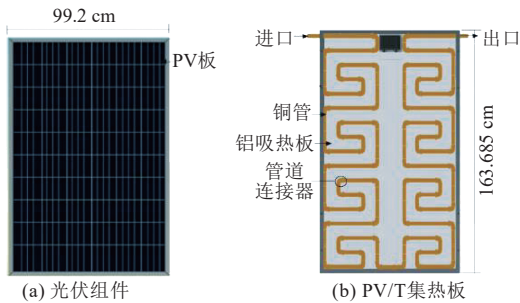 99.2 cm
PV板
(a) 光伏组件
进口
出口
铜管
铝吸热板
管道
连接器
163.685 cm
(b) PV/T集热板